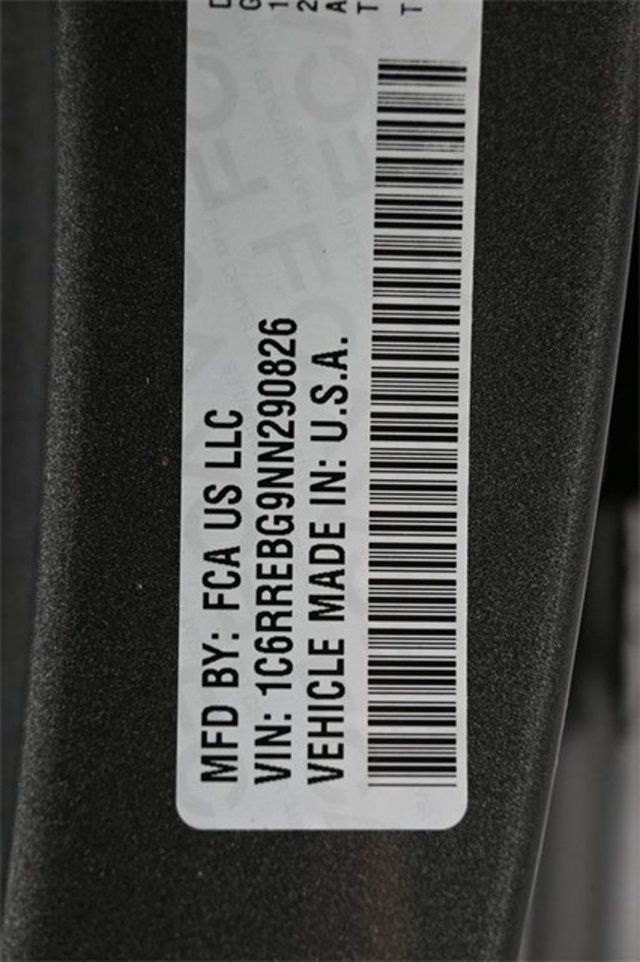 MFD BY: FCA US LLC
VIN: 1C6RREBG9NN290826
VEHICLE MADE IN: U.S.A.